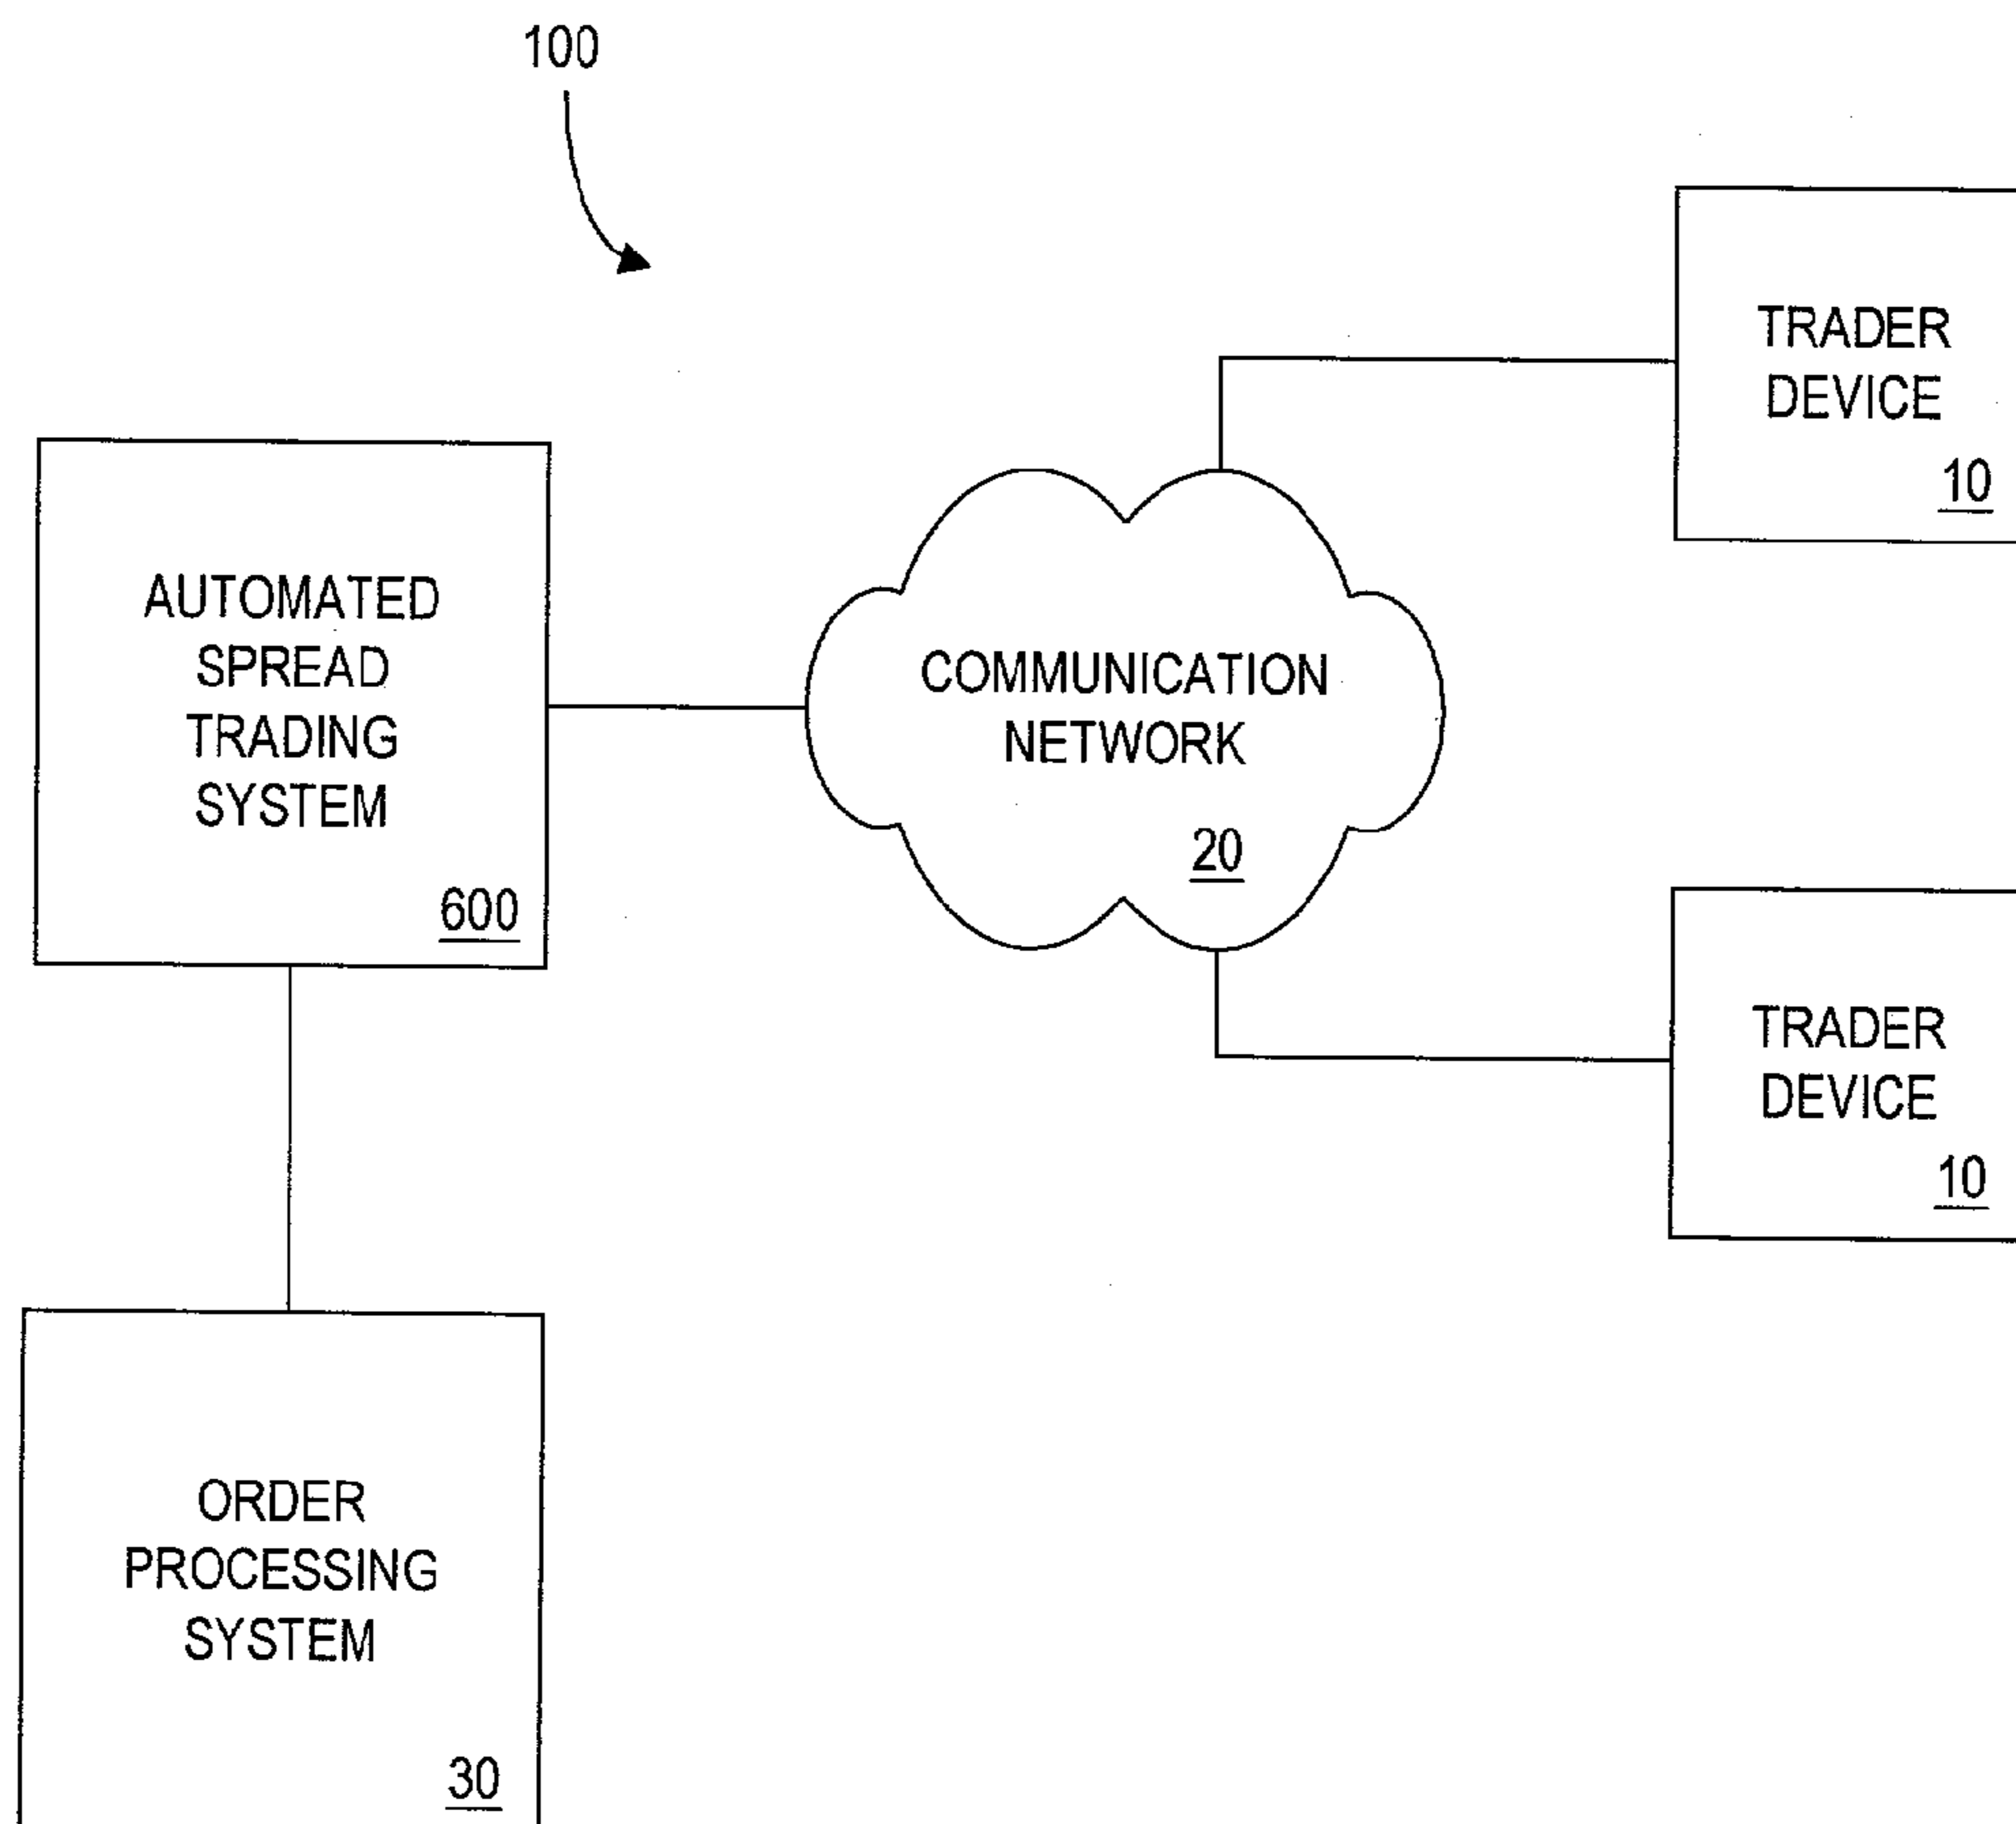 100
TRADER
DEVICE
10
AUTOMATED
SPREAD
TRADING
SYSTEM
600
COMMUNICATION
NETWORK
20
TRADER
DEVICE
10
ORDER
PROCESSING
SYSTEM
30